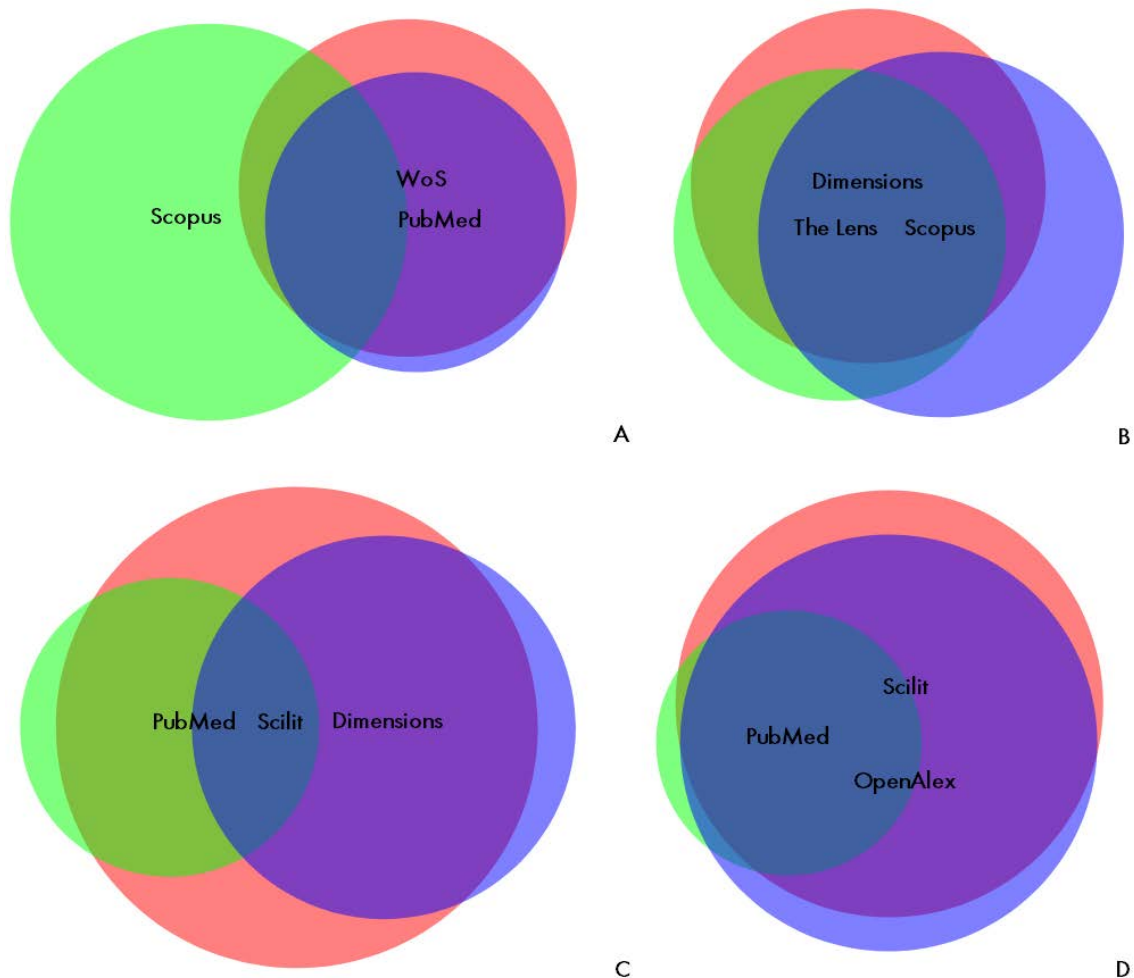 WoS
Scopus
PubMed
A
Dimensions
The Lens
Scopus
B
PubMed
Scilit
Dimensions
C
Scilit
PubMed
OpenAlex
D